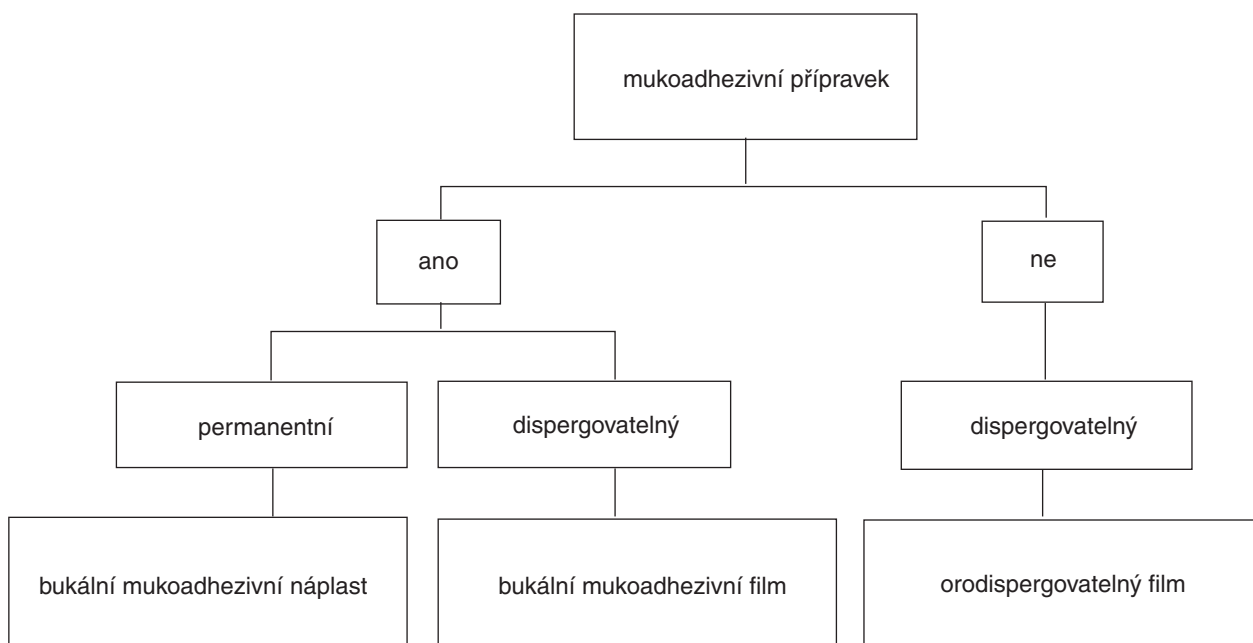 mukoadhezivní přípravek
ano
ne
permanentní
dispergovatelný
dispergovatelný
bukální mukoadhezivní náplast
bukální mukoadhezivní film
orodispergovatelný film